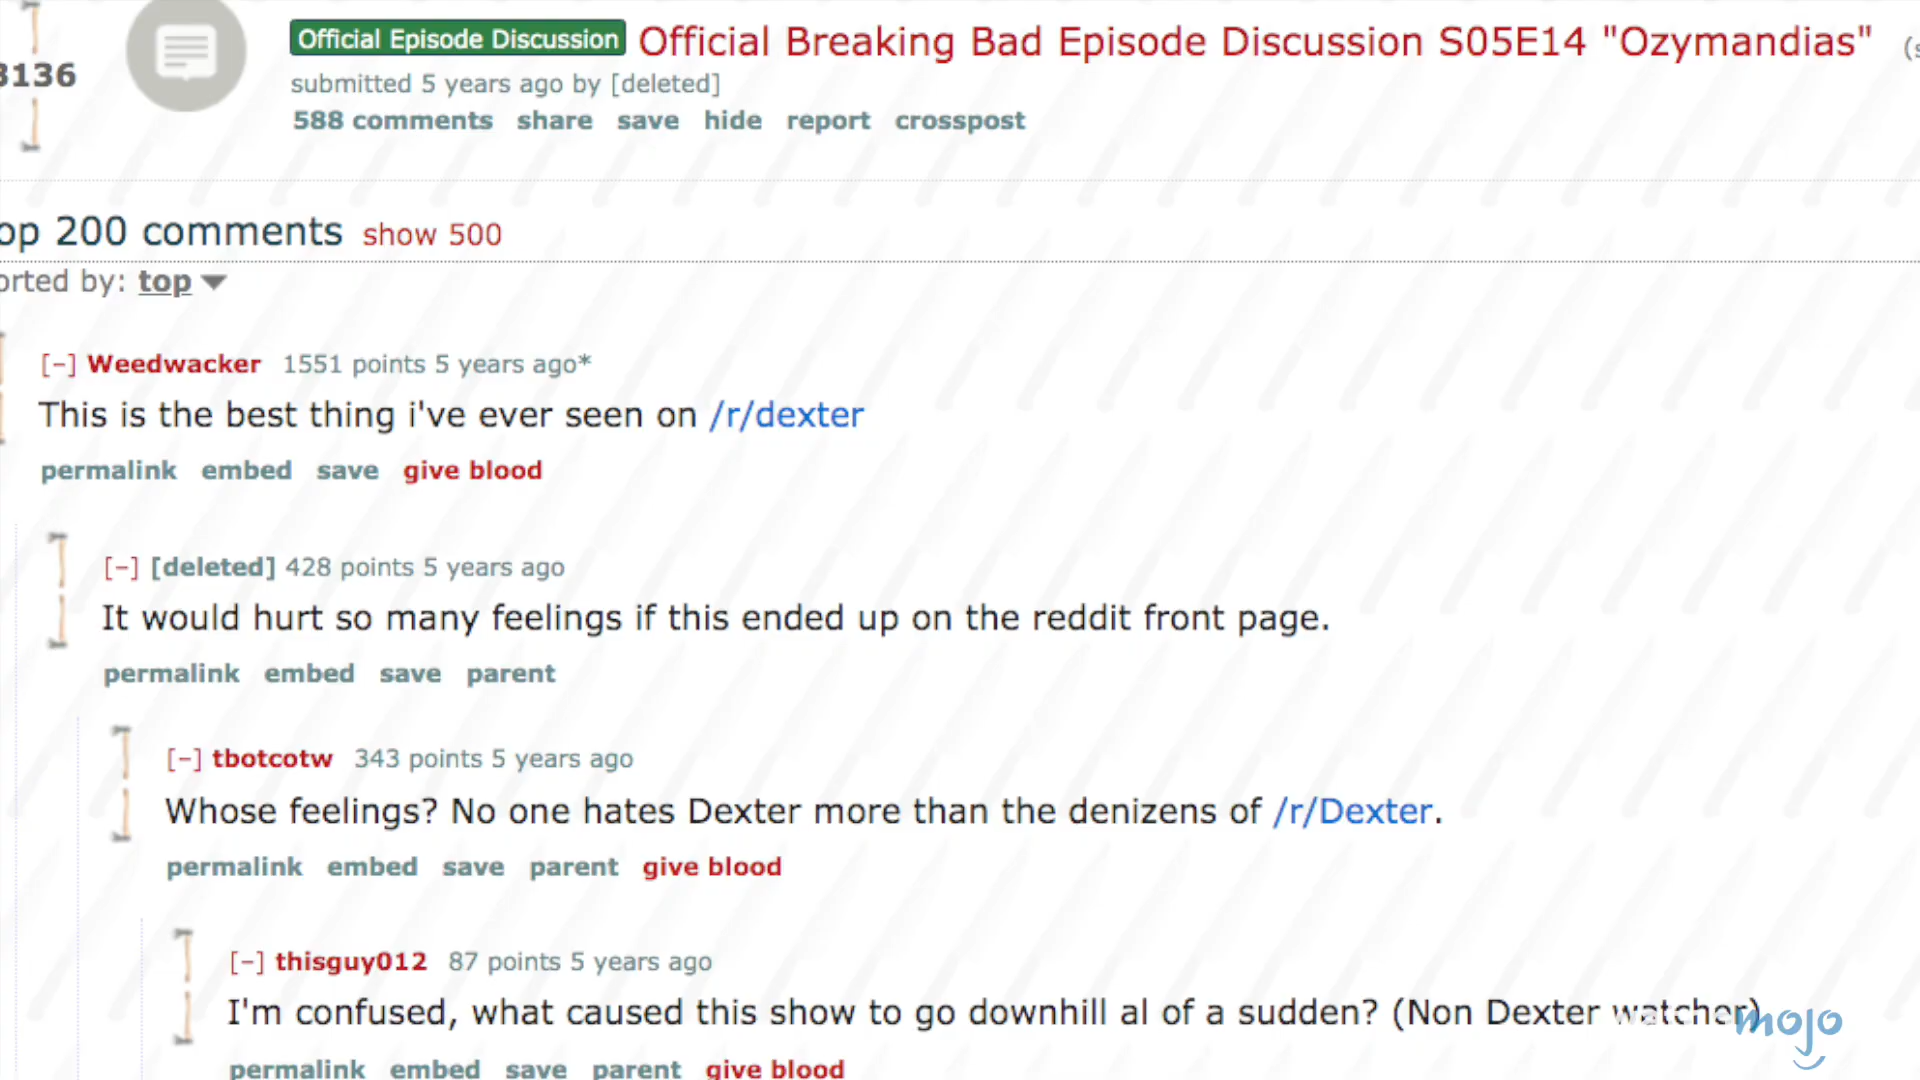 3136
Official Episode Discussion Official Breaking Bad Episode Discussion S05E14 "Ozymandias" (s
submitted 5 years ago by [deleted]
588 comments share save hide report crosspost
op 200 comments show 500
orted by: top
[-] Weedwacker 1551 points 5 years ago*
This is the best thing i've ever seen on /r/dexter
permalink embed save give blood
[-] [deleted] 428 points 5 years ago
It would hurt so many feelings if this ended up on the reddit front page.
permalink embed save parent
[-] tbotcotw 343 points 5 years ago
Whose feelings? No one hates Dexter more than the denizens of /r/Dexter.
permalink embed save parent give blood
[-] thisguy012 87 points 5 years ago
I'm confused, what caused this show to go downhill al of a sudden? (Non Dexter watcher)
mojo
permalink embed save parent give blood